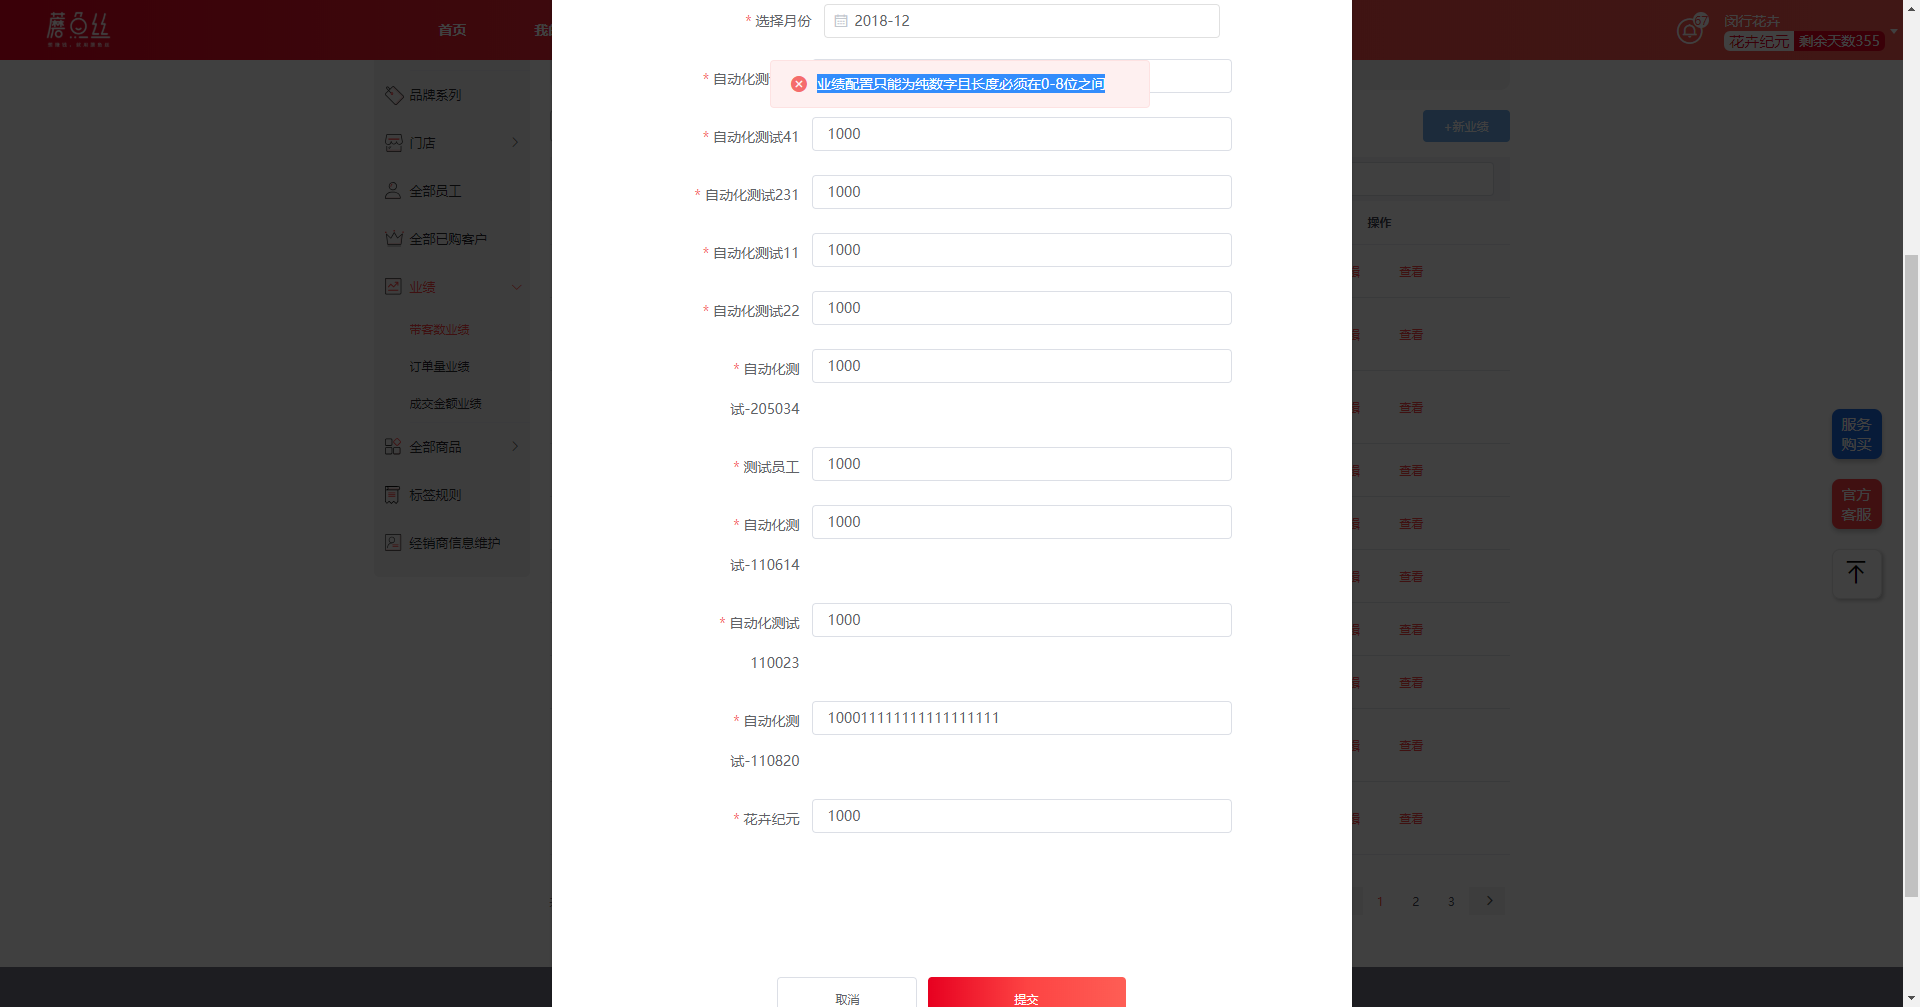 蘑点丝
首页
67
闵行花卉
花卉纪元 剩余天数355
* 选择月份 2018-12
* 自动化测
业绩配置只能为纯数字且长度必须在0-8位之间
* 自动化测试41 1000
* 自动化测试231 1000
* 自动化测试11 1000
* 自动化测试22 1000
* 自动化测 1000
试-205034
* 测试员工 1000
* 自动化测 1000
试-110614
* 自动化测试 1000
110023
* 自动化测 100011111111111111111
试-110820
* 花卉纪元 1000
取消
提交
品牌系列
门店
全部员工
全部已购客户
业绩
带客数业绩
订单量业绩
成交金额业绩
全部商品
标签规则
经销商信息维护
+新业绩
操作
查看
查看
查看
查看
查看
查看
查看
查看
查看
查看
1 2 3
服务
购买
官方
客服